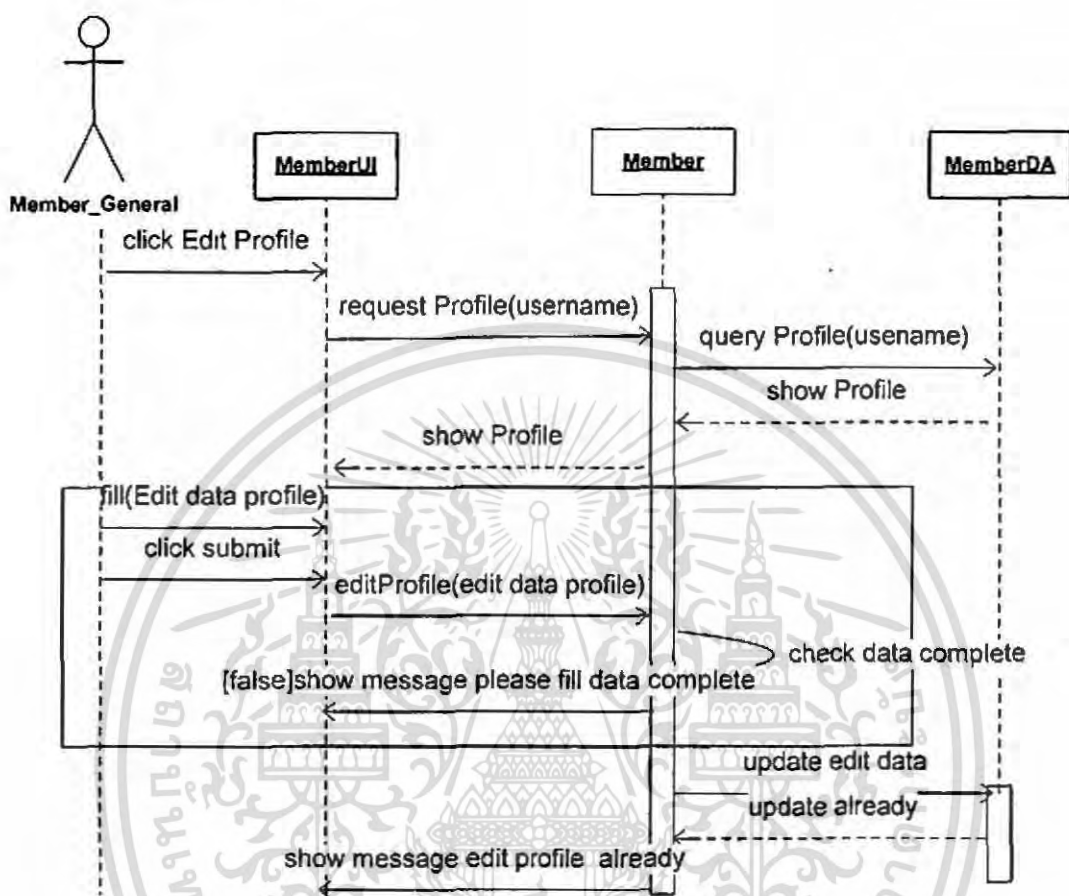 MemberUI
Member
MemberDA
Member_General
click Edit Profile
request Profile(username)
query Profile(usename)
show Profile
show Profile
fill(Edit data profile)
click submit
editProfile(edit data profile)
check data complete
[false]show message please fill data complete
update edit data
update already
show message edit profile already